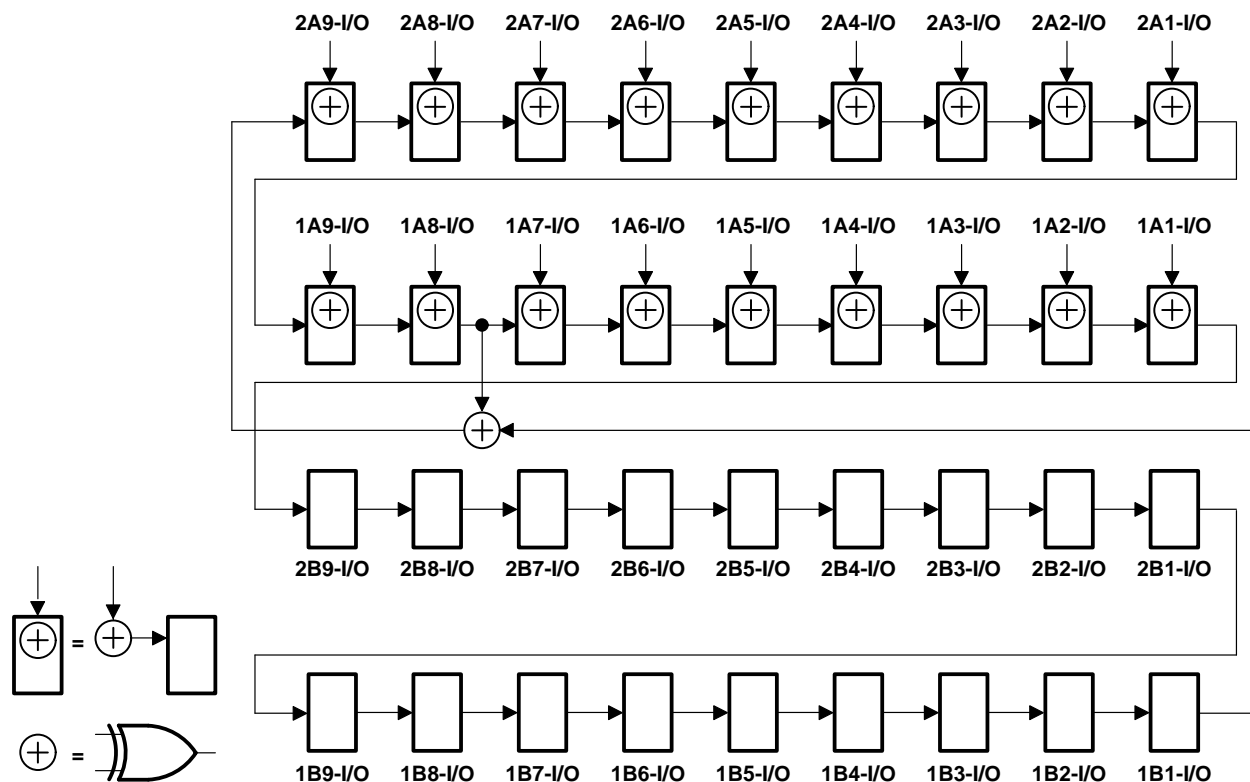 2A9-I/O 2A8-I/O 2A7-I/O 2A6-I/O 2A5-I/O 2A4-I/O 2A3-I/O 2A2-I/O 2A1-I/O
1A9-I/O 1A8-I/O 1A7-I/O 1A6-I/O 1A5-I/O 1A4-I/O 1A3-I/O 1A2-I/O 1A1-I/O
2B9-I/O 2B8-I/O 2B7-I/O 2B6-I/O 2B5-I/O 2B4-I/O 2B3-I/O 2B2-I/O 2B1-I/O
=
=
1B9-I/O 1B8-I/O 1B7-I/O 1B6-I/O 1B5-I/O 1B4-I/O 1B3-I/O 1B2-I/O 1B1-I/O